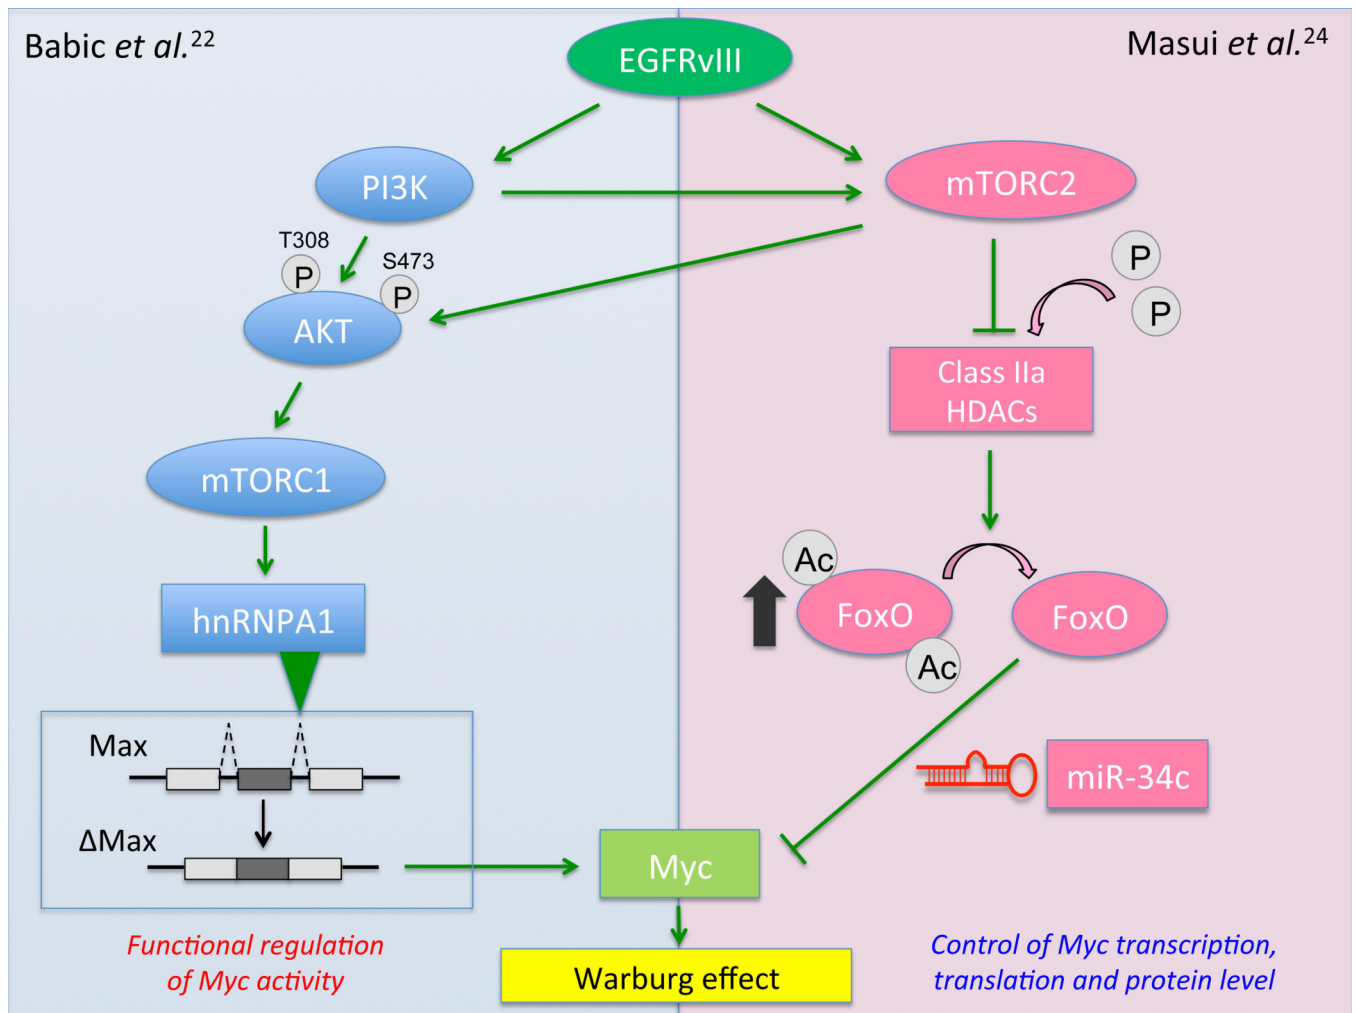 Babic et al.22
EGFRvIII
Masui et al.24
PI3K
mTORC2
T308
P
S473
P
AKT
P
P
Class IIa
HDACs
mTORC1
hnRNPA1
Ac
FoxO
Ac
FoxO
Max
ΔMax
miR-34c
Myc
Functional regulation
of Myc activity
Warburg effect
Control of Myc transcription,
translation and protein level